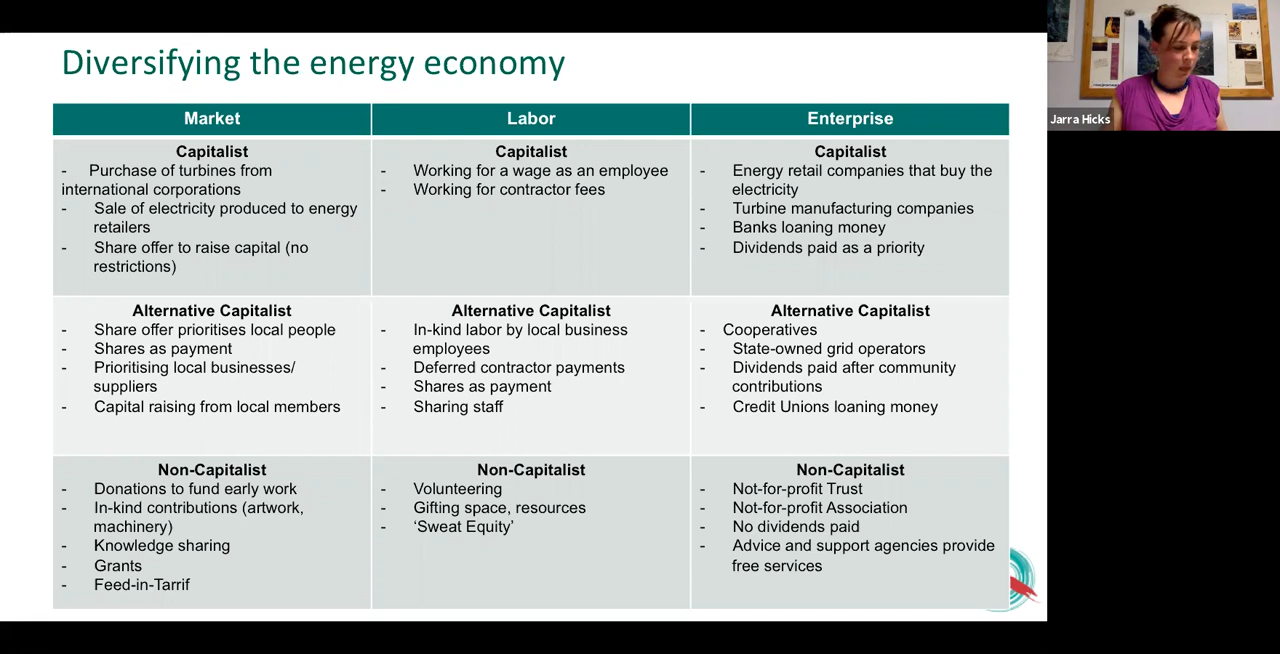 Diversifying the energy economy
Jarra Hicks
Market
Labor
Enterprise
Capitalist
- Purchase of turbines from
international corporations
- Sale of electricity produced to energy
retailers
- Share offer to raise capital (no
restrictions)
Capitalist
- Working for a wage as an employee
- Working for contractor fees
Capitalist
- Energy retail companies that buy the
electricity
- Turbine manufacturing companies
- Banks loaning money
- Dividends paid as a priority
Alternative Capitalist
- Share offer prioritises local people
- Shares as payment
- Prioritising local businesses/
suppliers
- Capital raising from local members
Alternative Capitalist
- In-kind labor by local business
employees
- Deferred contractor payments
- Shares as payment
- Sharing staff
Alternative Capitalist
- Cooperatives
- State-owned grid operators
- Dividends paid after community
contributions
- Credit Unions loaning money
Non-Capitalist
- Donations to fund early work
- In-kind contributions (artwork,
machinery)
- Knowledge sharing
- Grants
- Feed-in-Tarrif
Non-Capitalist
- Volunteering
- Gifting space, resources
- ‘Sweat Equity’
Non-Capitalist
- Not-for-profit Trust
- Not-for-profit Association
- No dividends paid
- Advice and support agencies provide
free services